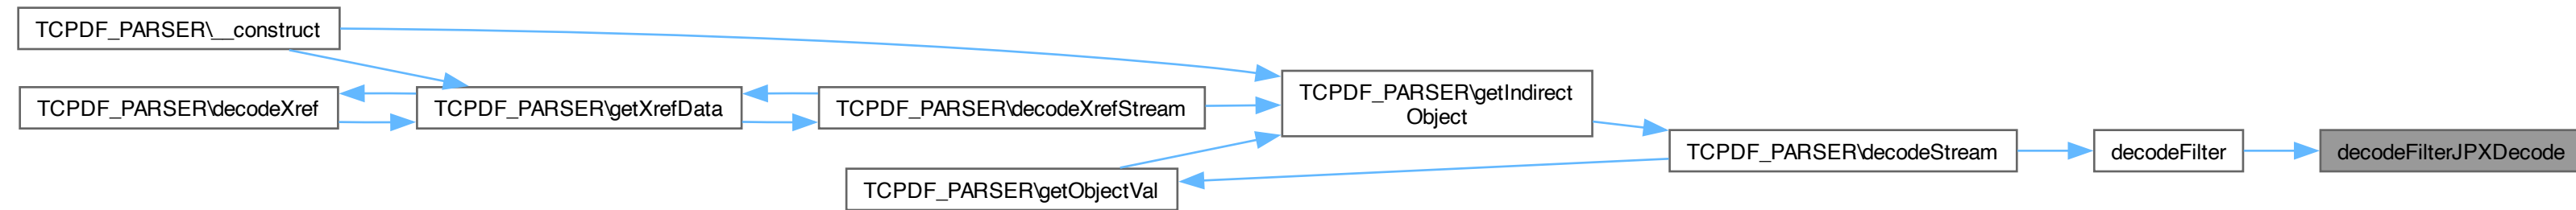 TCPDF_PARSER\__construct
TCPDF_PARSER\decodeXref
TCPDF_PARSER\getXrefData
TCPDF_PARSER\decodeXrefStream
TCPDF_PARSER\getObjectVal
TCPDF_PARSER\getIndirect
Object
TCPDF_PARSER\decodeStream
decodeFilter
decodeFilterJPXDecode